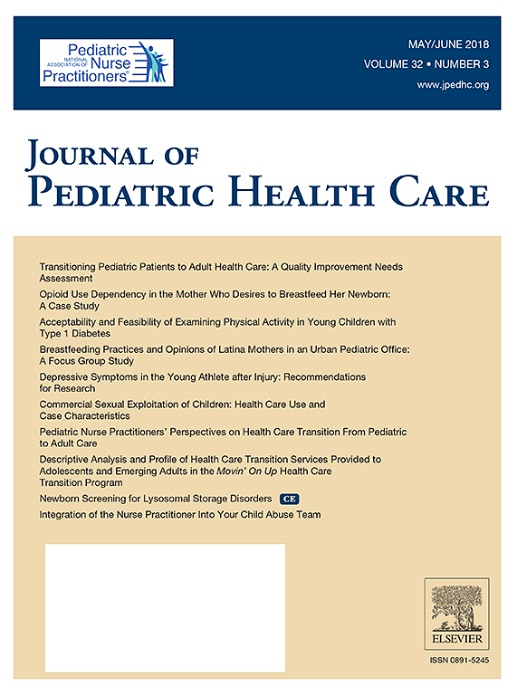 Pediatric
NATIONAL
ASSOCIATION OF Nurse
Practitioners®
MAY/JUNE 2018
VOLUME 32 • NUMBER 3
www.jpedhc.org
JOURNAL OF
PEDIATRIC HEALTH CARE
Transitioning Pediatric Patients to Adult Health Care: A Quality Improvement Needs
Assessment
Opioid Use Dependency in the Mother Who Desires to Breastfeed Her Newborn:
A Case Study
Acceptability and Feasibility of Examining Physical Activity in Young Children with
Type 1 Diabetes
Breastfeeding Practices and Opinions of Latina Mothers in an Urban Pediatric Office:
A Focus Group Study
Depressive Symptoms in the Young Athlete after Injury: Recommendations
for Research
Commercial Sexual Exploitation of Children: Health Care Use and
Case Characteristics
Pediatric Nurse Practitioners' Perspectives on Health Care Transition From Pediatric
to Adult Care
Descriptive Analysis and Profile of Health Care Transition Services Provided to
Adolescents and Emerging Adults in the Movin' On Up Health Care
Transition Program
Newborn Screening for Lysosomal Storage Disorders CE
Integration of the Nurse Practitioner Into Your Child Abuse Team
ELSEVIER
ISSN 0891-5245